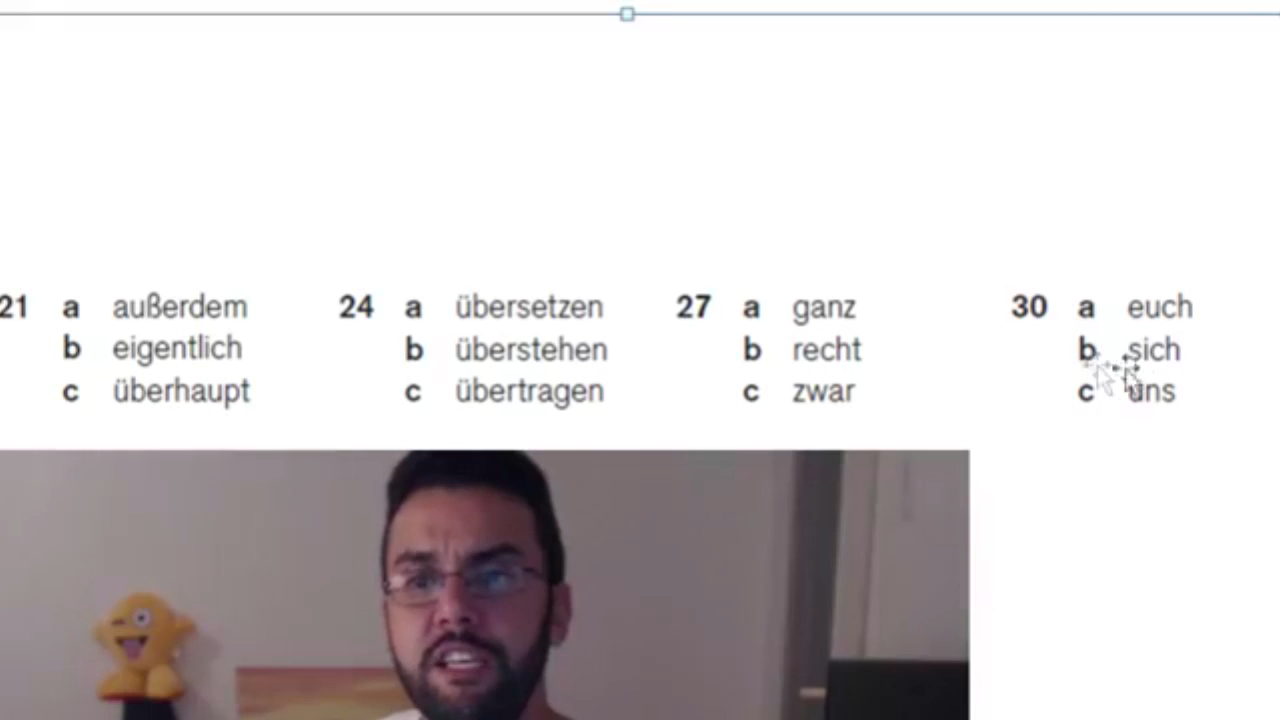 21 a außerdem
b eigentlich
c überhaupt
24 a übersetzen
b überstehen
c übertragen
27 a ganz
b recht
c zwar
30 a euch
b sich
c uns